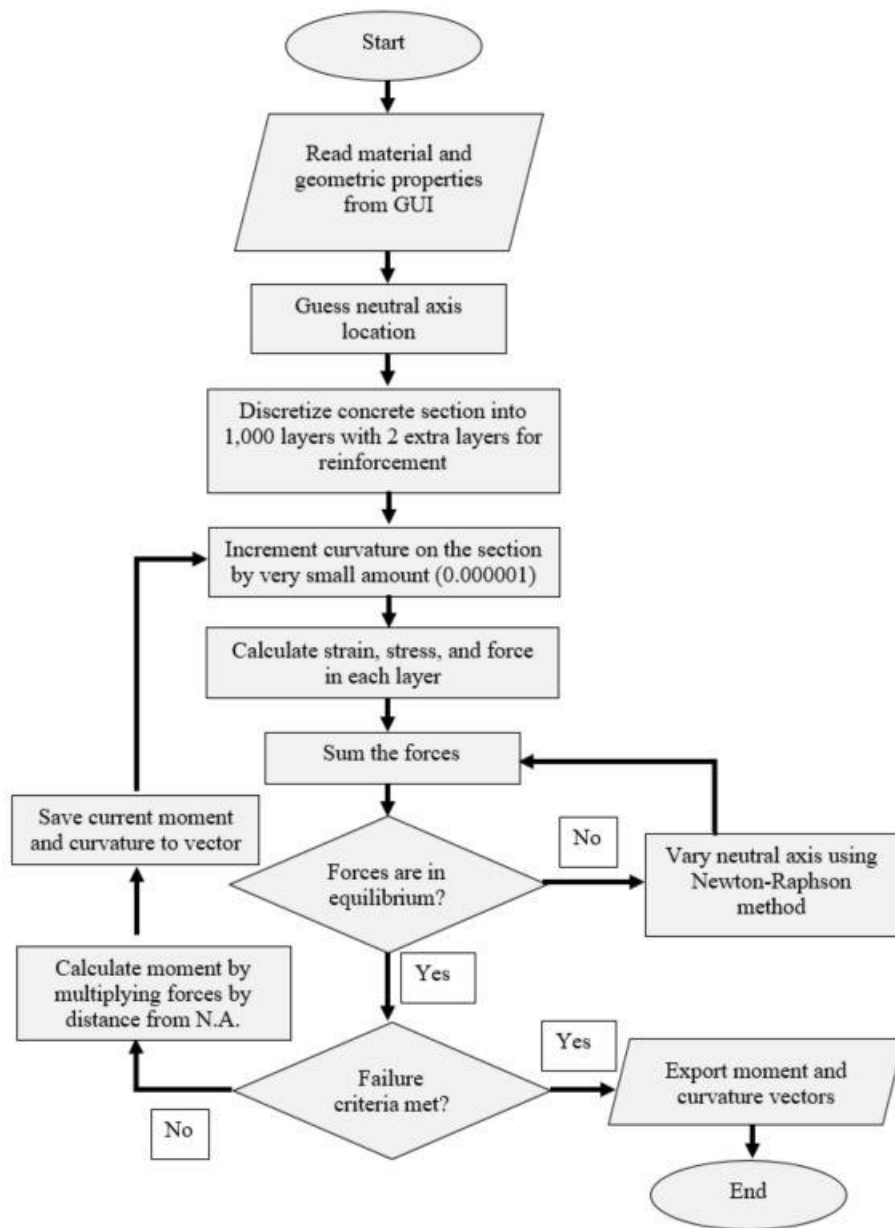 Start
Read material and
geometric properties
from GUI
Guess neutral axis
location
Discretize concrete section into
1,000 layers with 2 extra layers for
reinforcement
Increment curvature on the section
by very small amount (0.000001)
Calculate strain, stress, and force
in each layer
Sum the forces
Forces are in
equilibrium?
No
Vary neutral axis using
Newton-Raphson
method
Yes
Failure
criteria met?
No
Calculate moment by
multiplying forces by
distance from N.A.
Save current moment
and curvature to vector
Yes
Export moment and
curvature vectors
End